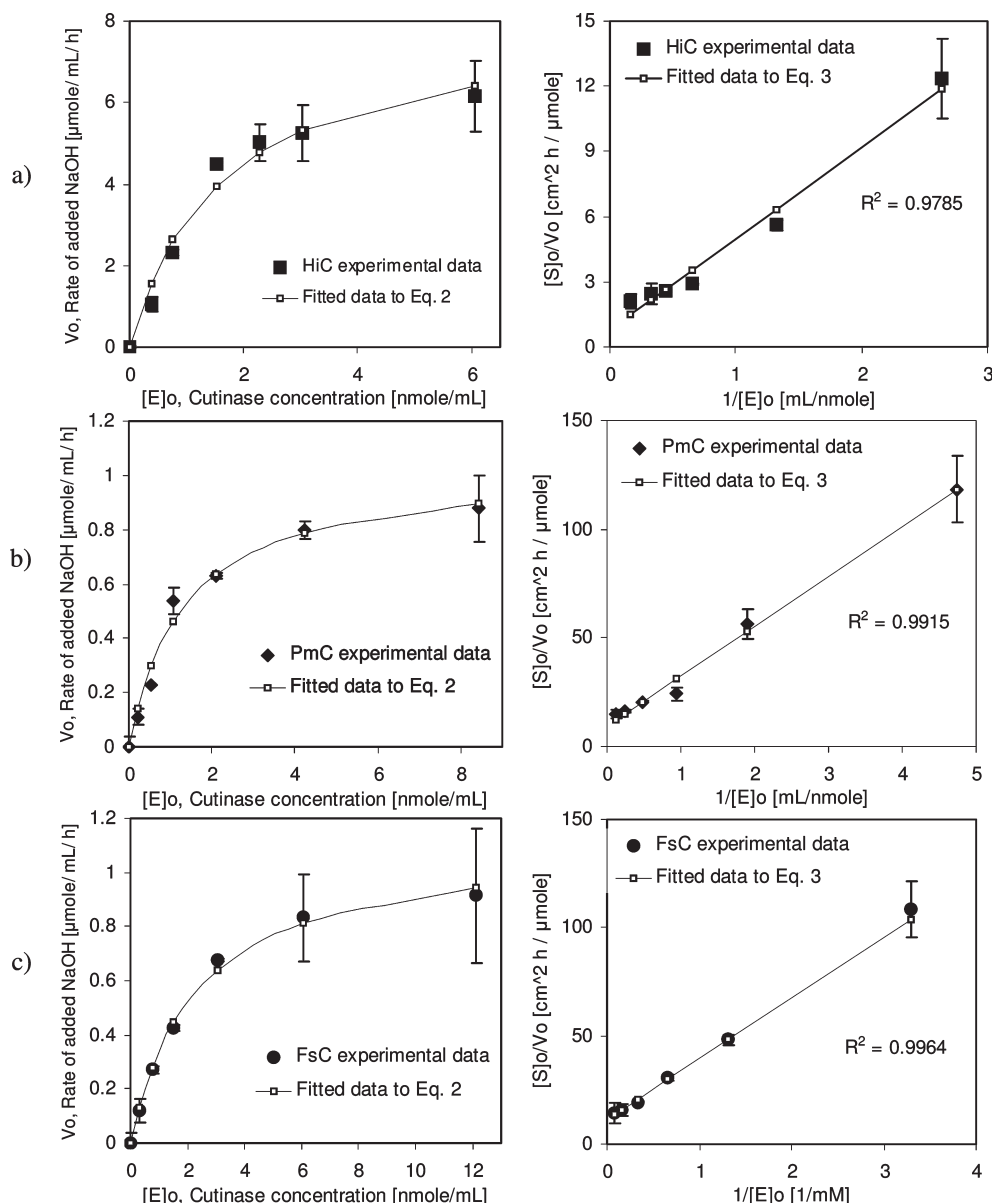 a)
Vo, Rate of added NaOH [µmole/ mL/ h]
8
6
4
2
0
HiC experimental data
Fitted data to Eq. 2
0 2 4 6
[E]o, Cutinase concentration [nmole/mL]
[S]o/Vo [cm^2 h / µmole]
15
12
9
6
3
0
HiC experimental data
Fitted data to Eq. 3
R² = 0.9785
0 1 2 3
1/[E]o [mL/nmole]
b)
Vo, Rate of added NaOH [µmole/ mL/ h]
1.2
1
0.8
0.6
0.4
0.2
0
PmC experimental data
Fitted data to Eq. 2
0 2 4 6 8
[E]o, Cutinase concentration [nmole/mL]
[S]o/Vo [cm^2 h / µmole]
150
100
50
0
PmC experimental data
Fitted data to Eq. 3
R² = 0.9915
0 1 2 3 4 5
1/[E]o [mL/nmole]
c)
Vo, Rate of added NaOH [µmole/ mL/ h]
1.2
1
0.8
0.6
0.4
0.2
0
FsC experimental data
Fitted data to Eq. 2
0 2 4 6 8 10 12
[E]o, Cutinase concentration [nmole/mL]
[S]o/Vo [cm^2 h / µmole]
150
100
50
0
FsC experimental data
Fitted data to Eq. 3
R² = 0.9964
0 1 2 3 4
1/[E]o [1/mM]